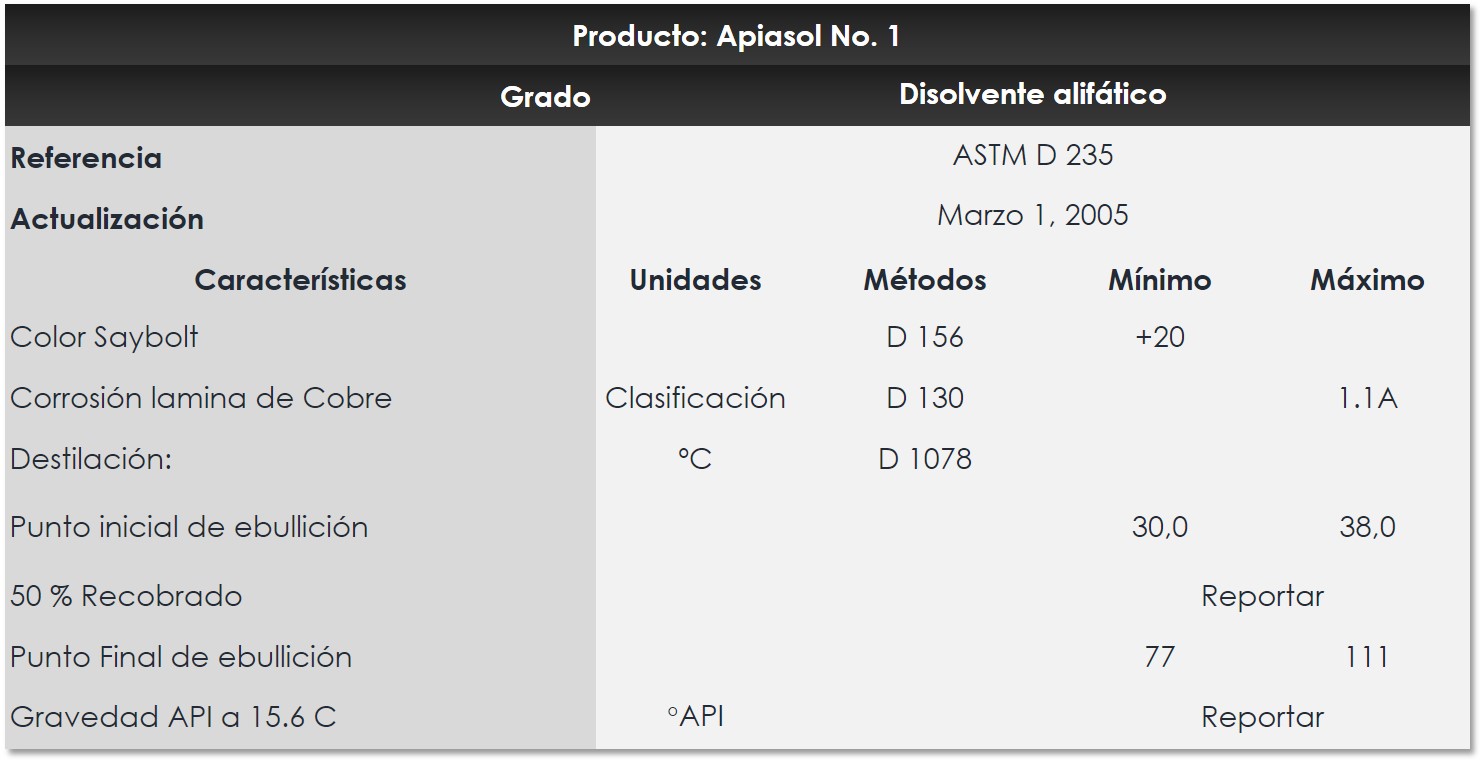 Producto: Apiasol No. 1
Grado Disolvente alifático
Referencia ASTM D 235
Actualización Marzo 1, 2005
Características Unidades Métodos Mínimo Máximo
Color Saybolt D 156 +20
Corrosión lamina de Cobre Clasificación D 130 1.1A
Destilación: ºC D 1078
Punto inicial de ebullición 30,0 38,0
50 % Recobrado Reportar
Punto Final de ebullición 77 111
Gravedad API a 15.6 C °API Reportar